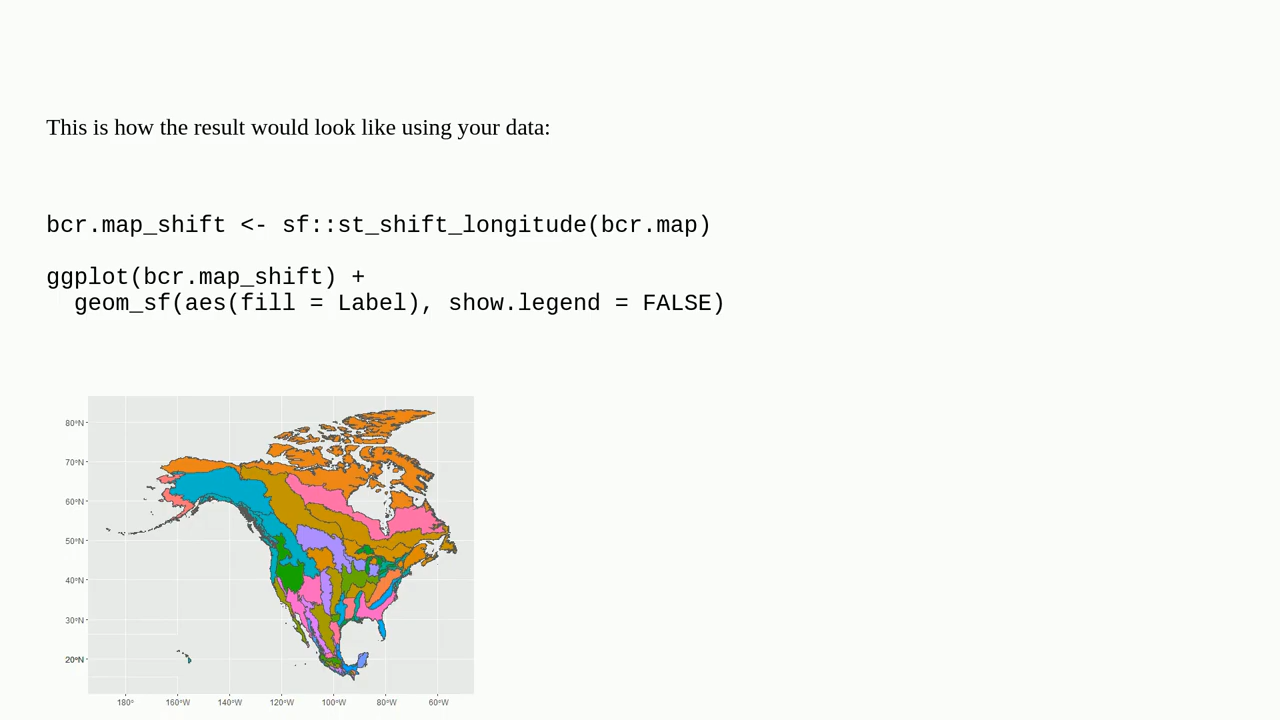 This is how the result would look like using your data:
bcr.map_shift <- sf::st_shift_longitude(bcr.map)
ggplot(bcr.map_shift) +
  geom_sf(aes(fill = Label), show.legend = FALSE)
80°N
70°N
60°N
50°N
40°N
30°N
20°N
180° 160°W 140°W 120°W 100°W 80°W 60°W